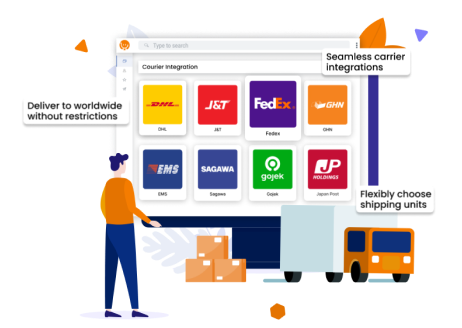 Type to search
Seamless carrier
integrations
Courier Integration
Deliver to worldwide
without restrictions
DHL
J&T
FedEx
GHN
DHL
J&T
Fedex
GHN
EMS
SAGAWA
gojek
JP
HOLDINGS
EMS
Sagawa
Gojek
Japan Post
Flexibly choose
shipping units